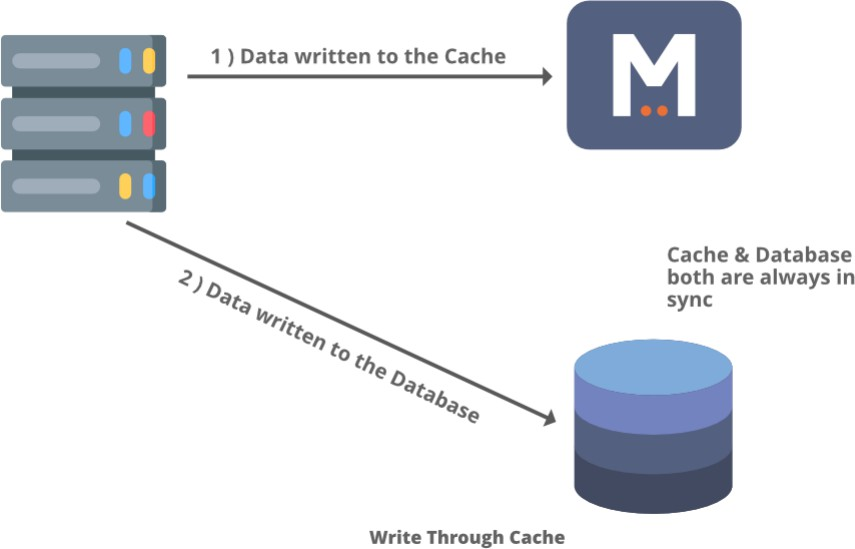 1 ) Data written to the Cache
M
2 ) Data written to the Database
Cache & Database
both are always in
sync
Write Through Cache